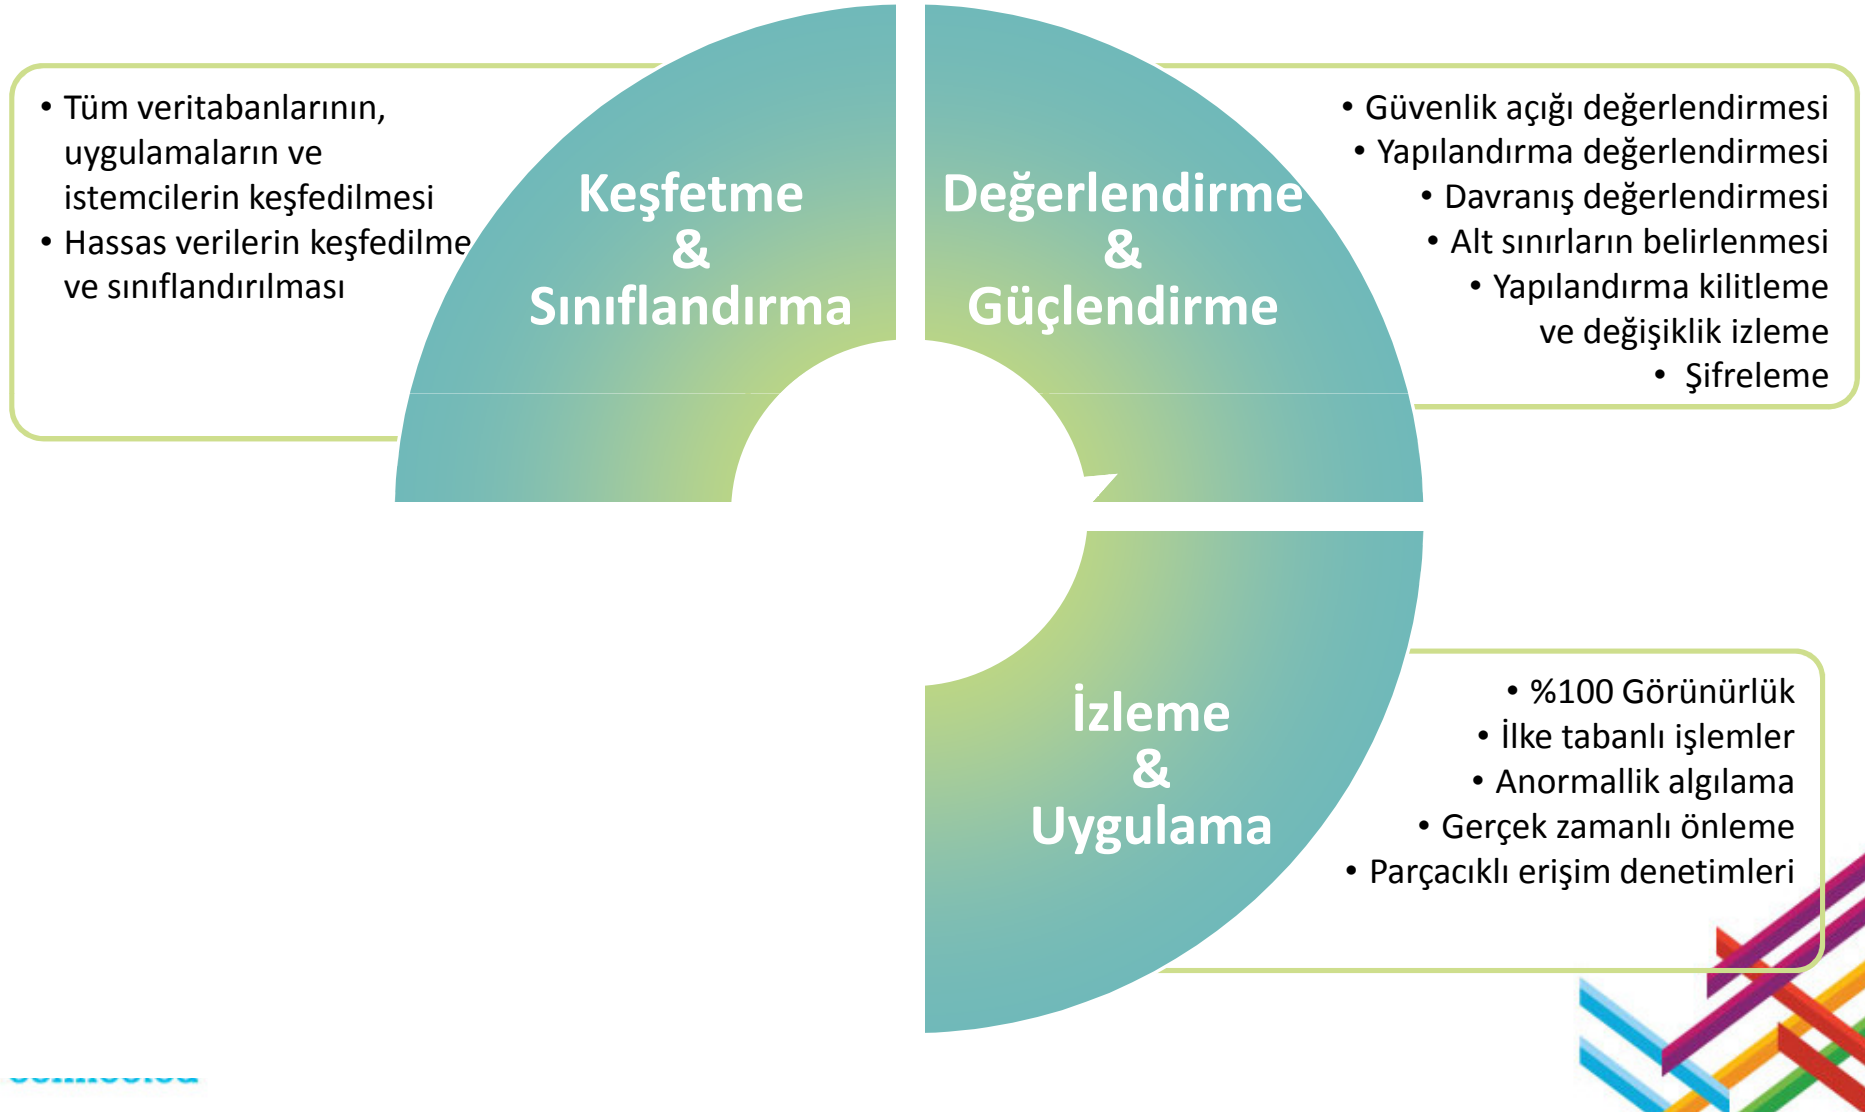 • Tüm veritabanlarının,
uygulamaların ve
istemcilerin keşfedilmesi
• Hassas verilerin keşfedilme
ve sınıflandırılması
Keşfetme
&
Sınıflandırma
Değerlendirme
&
Güçlendirme
• Güvenlik açığı değerlendirmesi
• Yapılandırma değerlendirmesi
• Davranış değerlendirmesi
• Alt sınırların belirlenmesi
• Yapılandırma kilitleme
ve değişiklik izleme
• Şifreleme
İzleme
&
Uygulama
• %100 Görünürlük
• İlke tabanlı işlemler
• Anormallik algılama
• Gerçek zamanlı önleme
• Parçacıklı erişim denetimleri